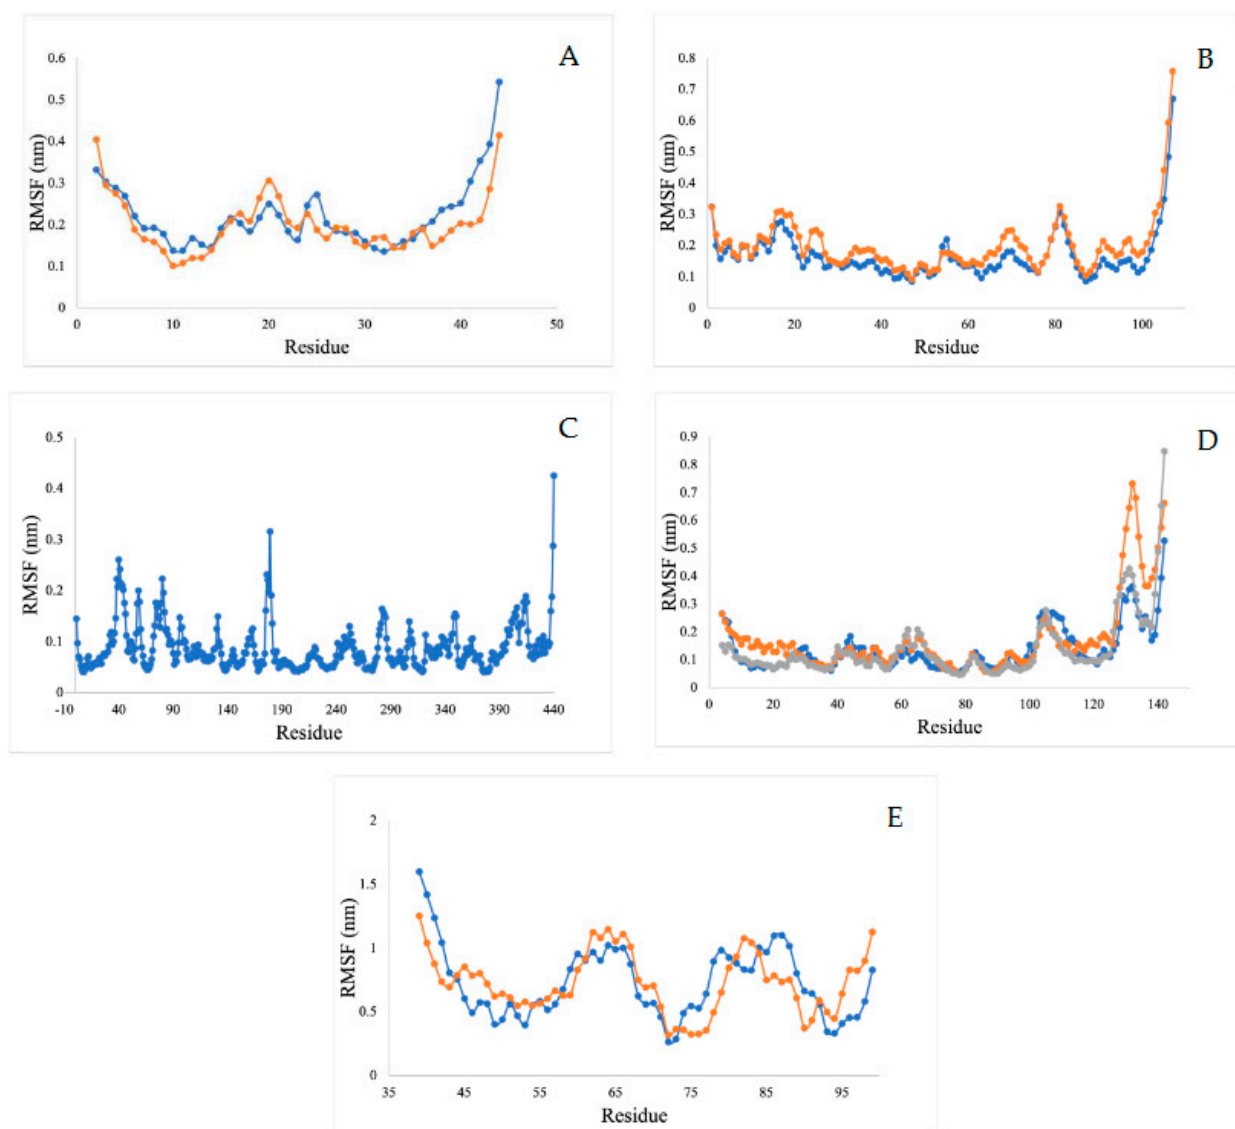 A
0.6
0.5
0.4
0.3
0.2
0.1
0
RMSF (nm)
0 10 20 30 40 50
Residue
B
0.8
0.7
0.6
0.5
0.4
0.3
0.2
0.1
0
RMSF (nm)
0 20 40 60 80 100
Residue
C
0.5
0.4
0.3
0.2
0.1
0
RMSF (nm)
-10 40 90 140 190 240 290 340 390 440
Residue
D
0.9
0.8
0.7
0.6
0.5
0.4
0.3
0.2
0.1
0
RMSF (nm)
0 20 40 60 80 100 120 140
Residue
E
2
1.5
1
0.5
0
RMSF (nm)
35 45 55 65 75 85 95
Residue